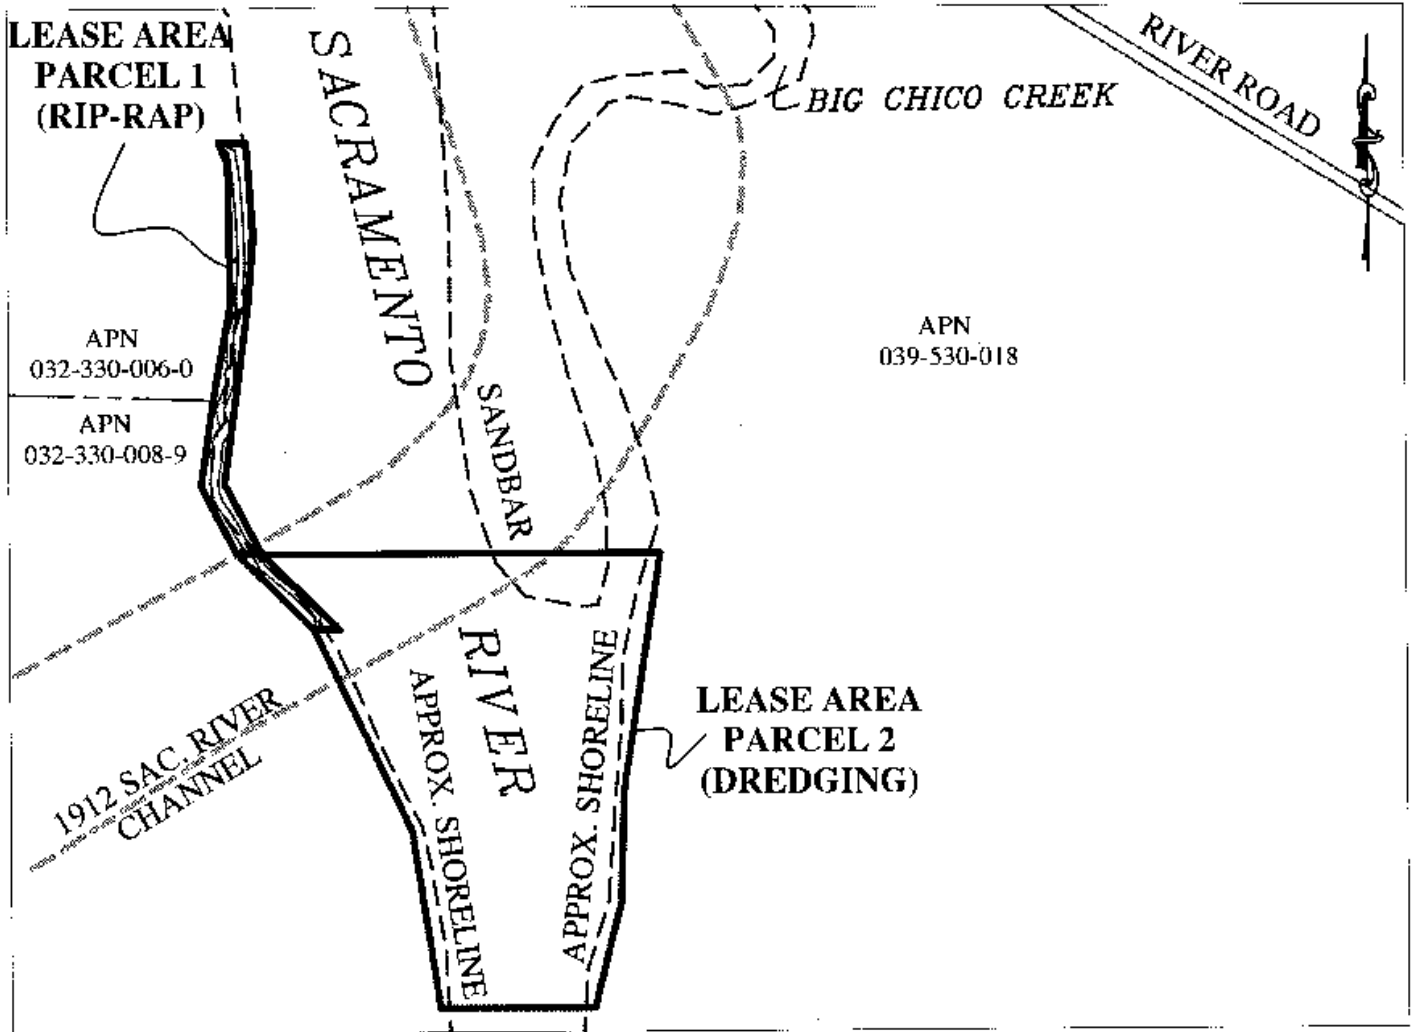 LEASE AREA
PARCEL 1
(RIP-RAP)
SACRAMENTO
BIG CHICO CREEK
RIVER ROAD
APN
032-330-006-0
APN
032-330-008-9
APN
039-530-018
SANDBAR
RIVER
APPROX. SHORELINE
APPROX. SHORELINE
LEASE AREA
PARCEL 2
(DREDGING)
1912 SAC. RIVER
CHANNEL